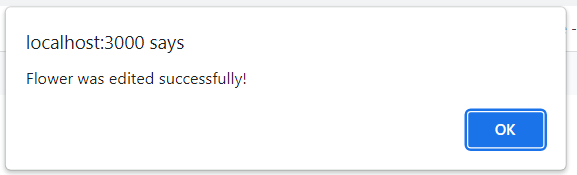 localhost:3000 says
Flower was edited successfully!
OK